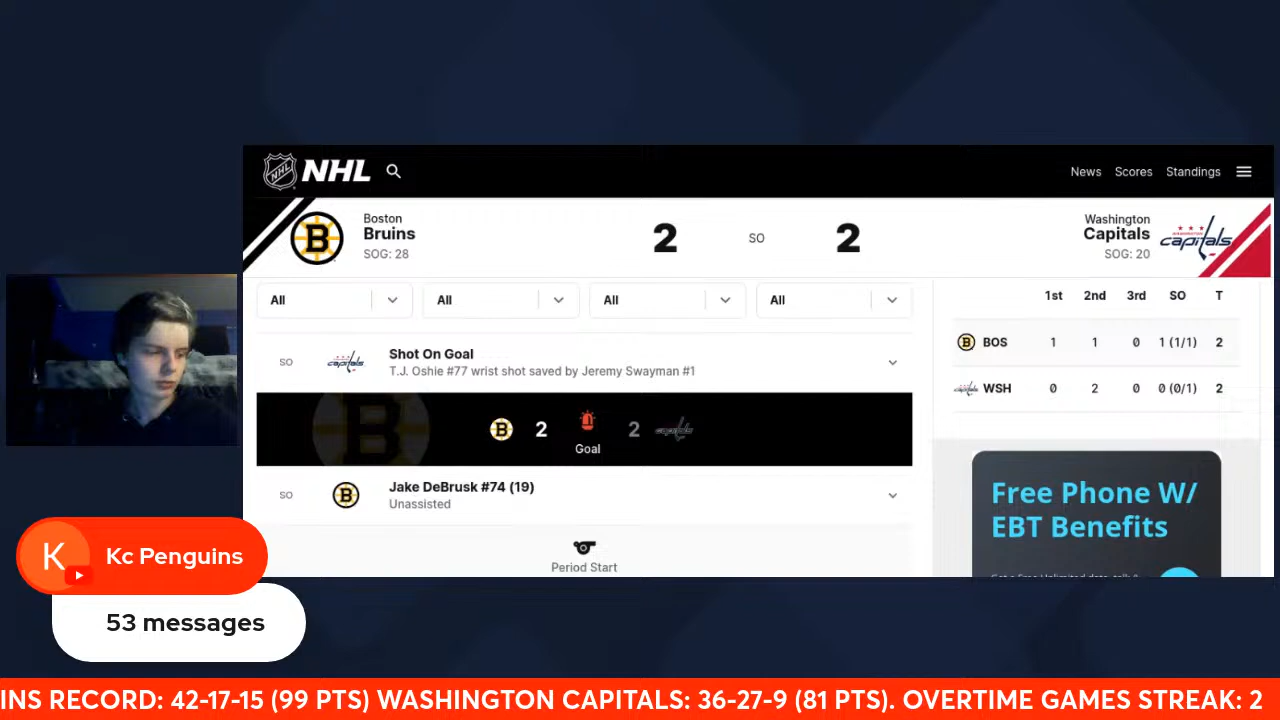 NHL
News Scores Standings
Boston
Bruins
SOG: 28
2 SO 2
Washington
Capitals
SOG: 20
capitals
All All All All
1st 2nd 3rd SO T
BOS 1 1 0 1 (1/1) 2
WSH 0 2 0 0 (0/1) 2
SO Shot On Goal
T.J. Oshie #77 wrist shot saved by Jeremy Swayman #1
B 2 2
Goal
SO Jake DeBrusk #74 (19)
Unassisted
Period Start
Free Phone W/
EBT Benefits
K Kc Penguins
53 messages
INS RECORD: 42-17-15 (99 PTS) WASHINGTON CAPITALS: 36-27-9 (81 PTS). OVERTIME GAMES STREAK: 2